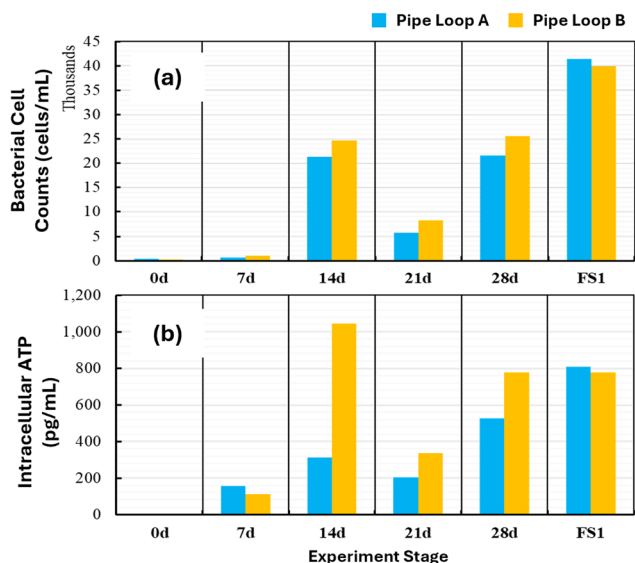 Pipe Loop A Pipe Loop B
Bacterial Cell
Counts (cells/mL)
Thousands
(a)
45
40
35
30
25
20
15
10
5
0
0d 7d 14d 21d 28d FS1
Intracellular ATP
(pg/mL)
(b)
1,200
1,000
800
600
400
200
0
0d 7d 14d 21d 28d FS1
Experiment Stage